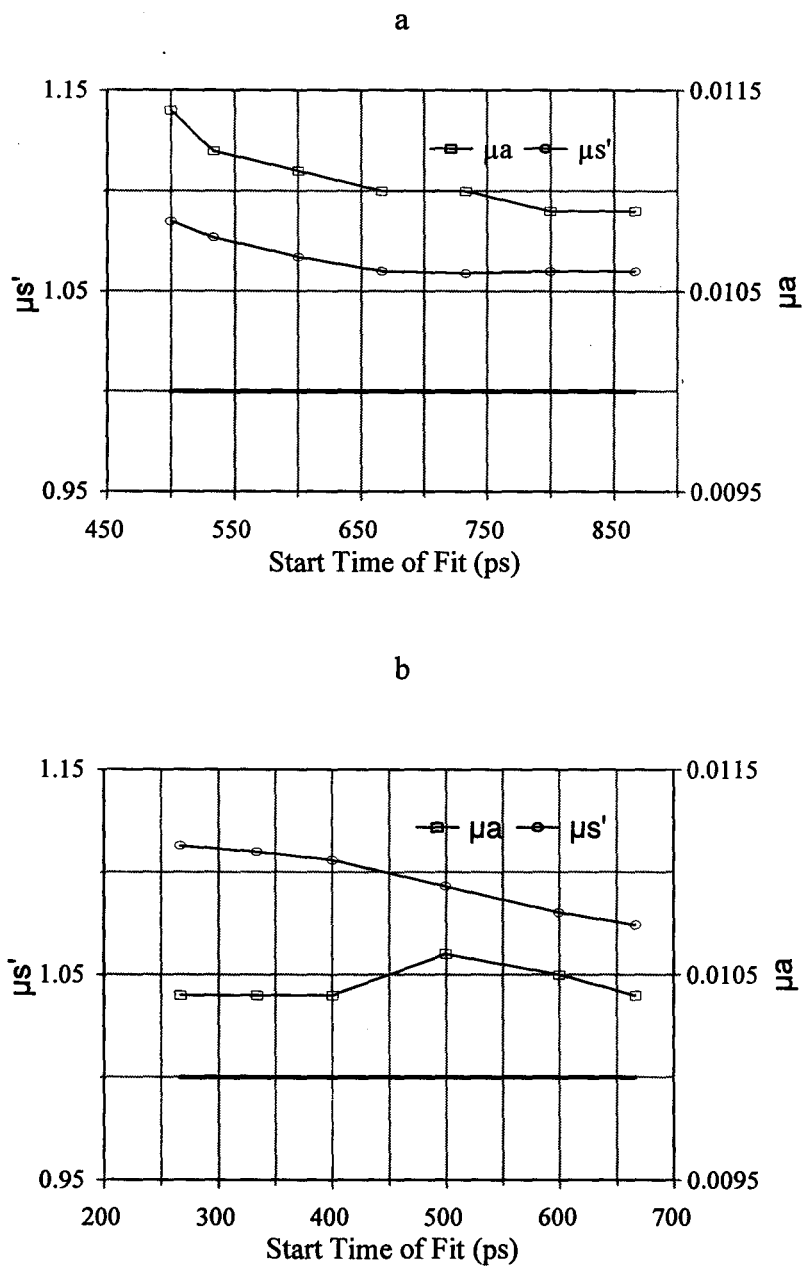 a
1.15
0.0115
μa μs'
μs'
1.05
0.0105
μa
0.95
0.0095
450 550 650 750 850
Start Time of Fit (ps)
b
1.15
0.0115
μa μs'
μs'
1.05
0.0105
μa
0.95
0.0095
200 300 400 500 600 700
Start Time of Fit (ps)